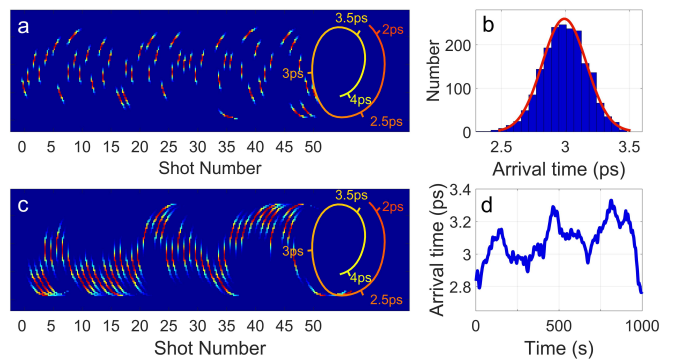 a
3.5ps
2ps
3ps
4ps
2.5ps
0 5 10 15 20 25 30 35 40 45 50
Shot Number
b
200
100
0
Number
2.5 3 3.5
Arrival time (ps)
c
3.5ps
2ps
3ps
4ps
2.5ps
0 5 10 15 20 25 30 35 40 45 50
Shot Number
d
3.4
3.2
3
2.8
Arrival time (ps)
0 500 1000
Time (s)